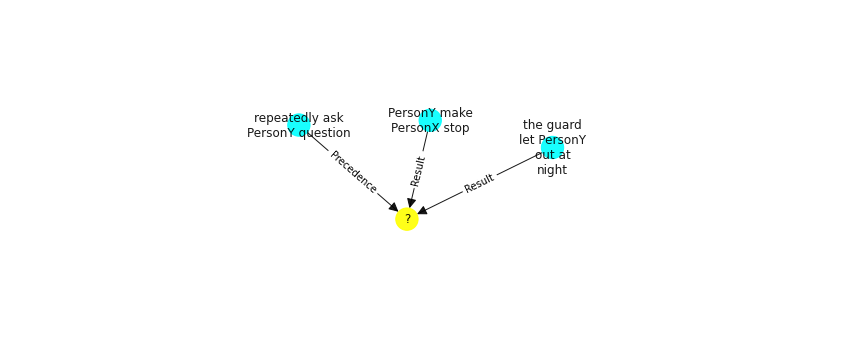 repeatedly ask
PersonY question
PersonY make
PersonX stop
the guard
let PersonY
out at
night
Precedence
Result
Result
?